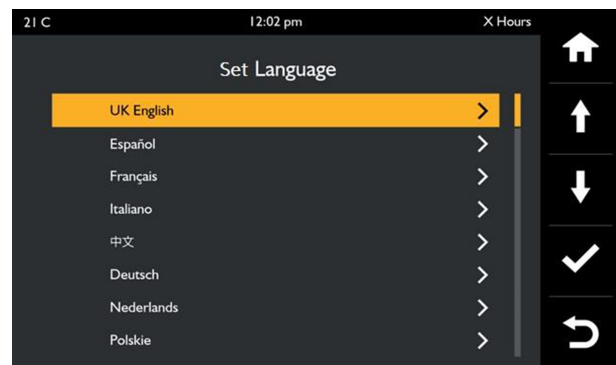 21 C 12:02 pm X Hours
Set Language
UK English
Español
Français
Italiano
中文
Deutsch
Nederlands
Polskie